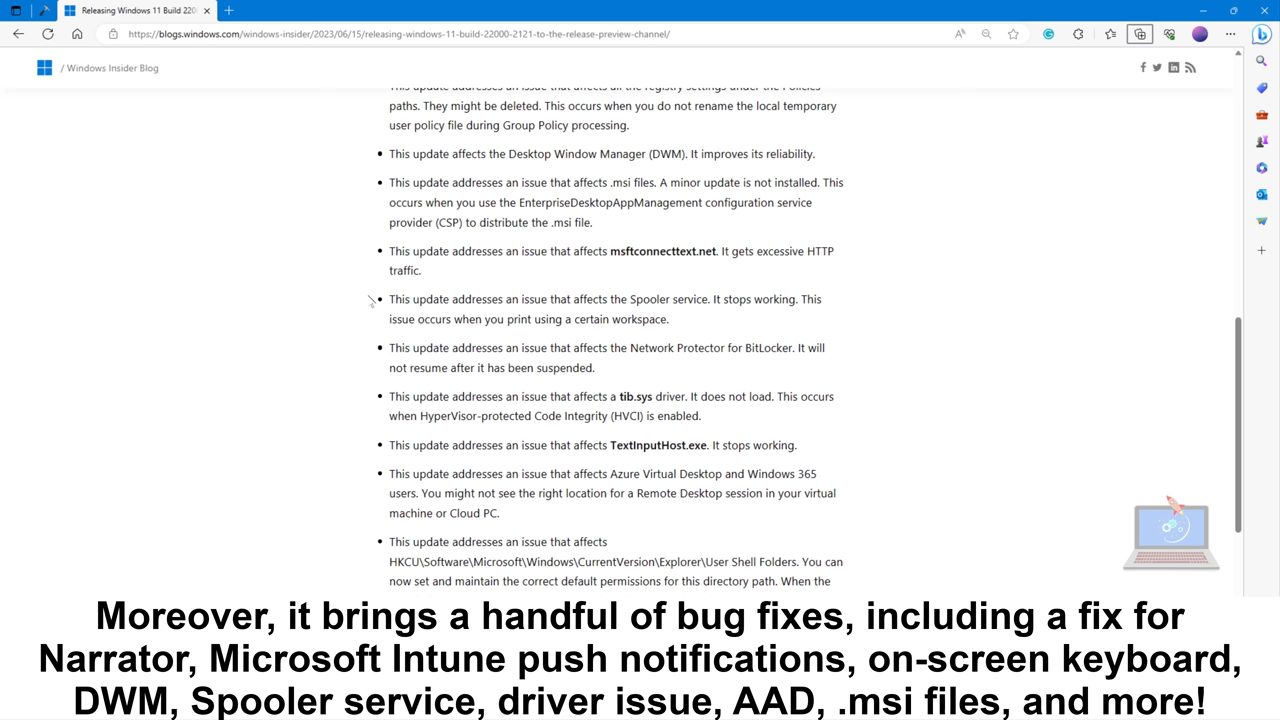 Releasing Windows 11 Build 220
https://blogs.windows.com/windows-insider/2023/06/15/releasing-windows-11-build-22000-2121-to-the-release-preview-channel/
/ Windows Insider Blog
This update addresses an issue that affects all the registry settings under the Policies
paths. They might be deleted. This occurs when you do not rename the local temporary
user policy file during Group Policy processing.
• This update affects the Desktop Window Manager (DWM). It improves its reliability.
• This update addresses an issue that affects .msi files. A minor update is not installed. This
occurs when you use the EnterpriseDesktopAppManagement configuration service
provider (CSP) to distribute the .msi file.
• This update addresses an issue that affects msftconnecttext.net. It gets excessive HTTP
traffic.
• This update addresses an issue that affects the Spooler service. It stops working. This
issue occurs when you print using a certain workspace.
• This update addresses an issue that affects the Network Protector for BitLocker. It will
not resume after it has been suspended.
• This update addresses an issue that affects a tib.sys driver. It does not load. This occurs
when HyperVisor-protected Code Integrity (HVCI) is enabled.
• This update addresses an issue that affects TextInputHost.exe. It stops working.
• This update addresses an issue that affects Azure Virtual Desktop and Windows 365
users. You might not see the right location for a Remote Desktop session in your virtual
machine or Cloud PC.
• This update addresses an issue that affects
HKCU\Software\Microsoft\Windows\CurrentVersion\Explorer\User Shell Folders. You can
now set and maintain the correct default permissions for this directory path. When the
Moreover, it brings a handful of bug fixes, including a fix for
Narrator, Microsoft Intune push notifications, on-screen keyboard,
DWM, Spooler service, driver issue, AAD, .msi files, and more!